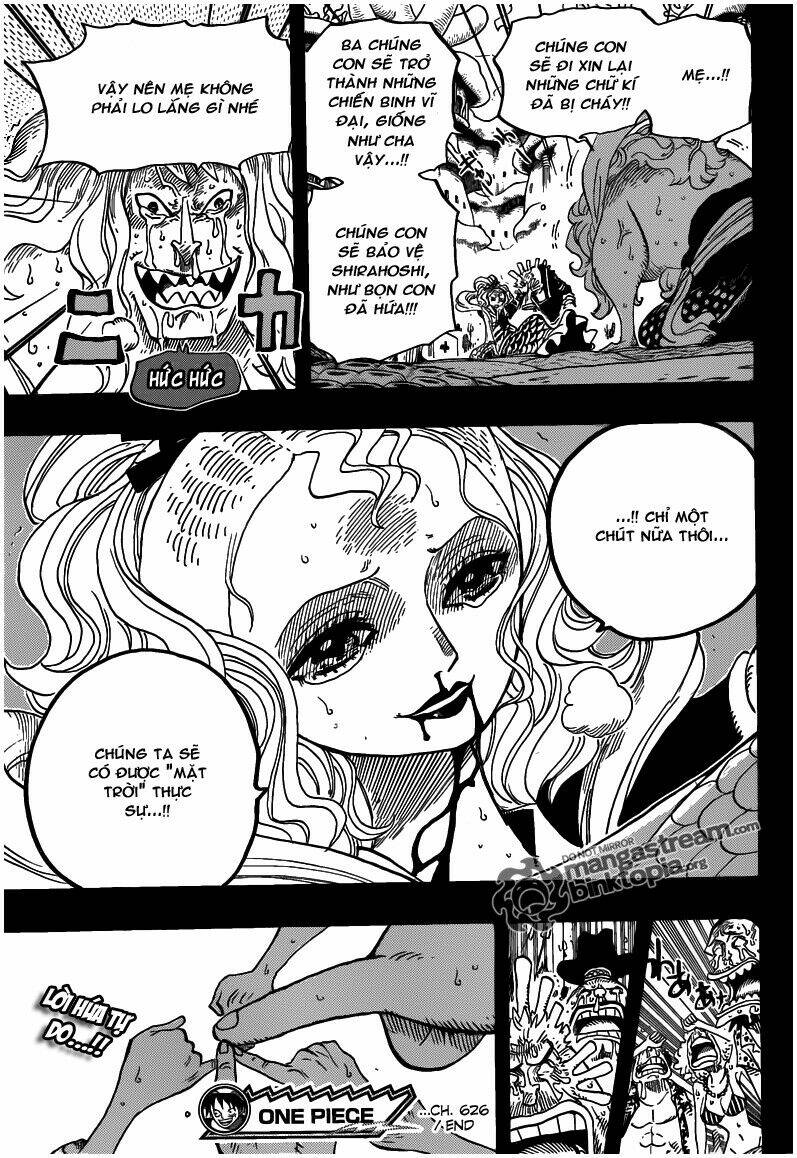 MẸ...!!
CHÚNG CON
SẼ ĐI XIN LẠI
NHỮNG CHỮ KÍ
ĐÃ BỊ CHÁY!!
BA CHÚNG
CON SẼ TRỞ
THÀNH NHỮNG
CHIẾN BINH VĨ
ĐẠI, GIỐNG
NHƯ CHA
VẬY...!!
CHÚNG CON
SẼ BẢO VỆ
SHIRAHOSHI,
NHƯ BỌN CON
ĐÃ HỨA!!!
VẬY NÊN MẸ KHÔNG
PHẢI LO LẮNG GÌ NHÉ
ニカ
HỨC HỨC
...!! CHỈ MỘT
CHÚT NỮA THÔI...
CHÚNG TA SẼ
CÓ ĐƯỢC "MẶT
TRỜI" THỰC
SỰ...!!
DO NOT MIRROR
mangastream.com
binktopia.org
LỜI HỨA TỰ
DO....!!
ONE PIECE
...CH. 626
/END